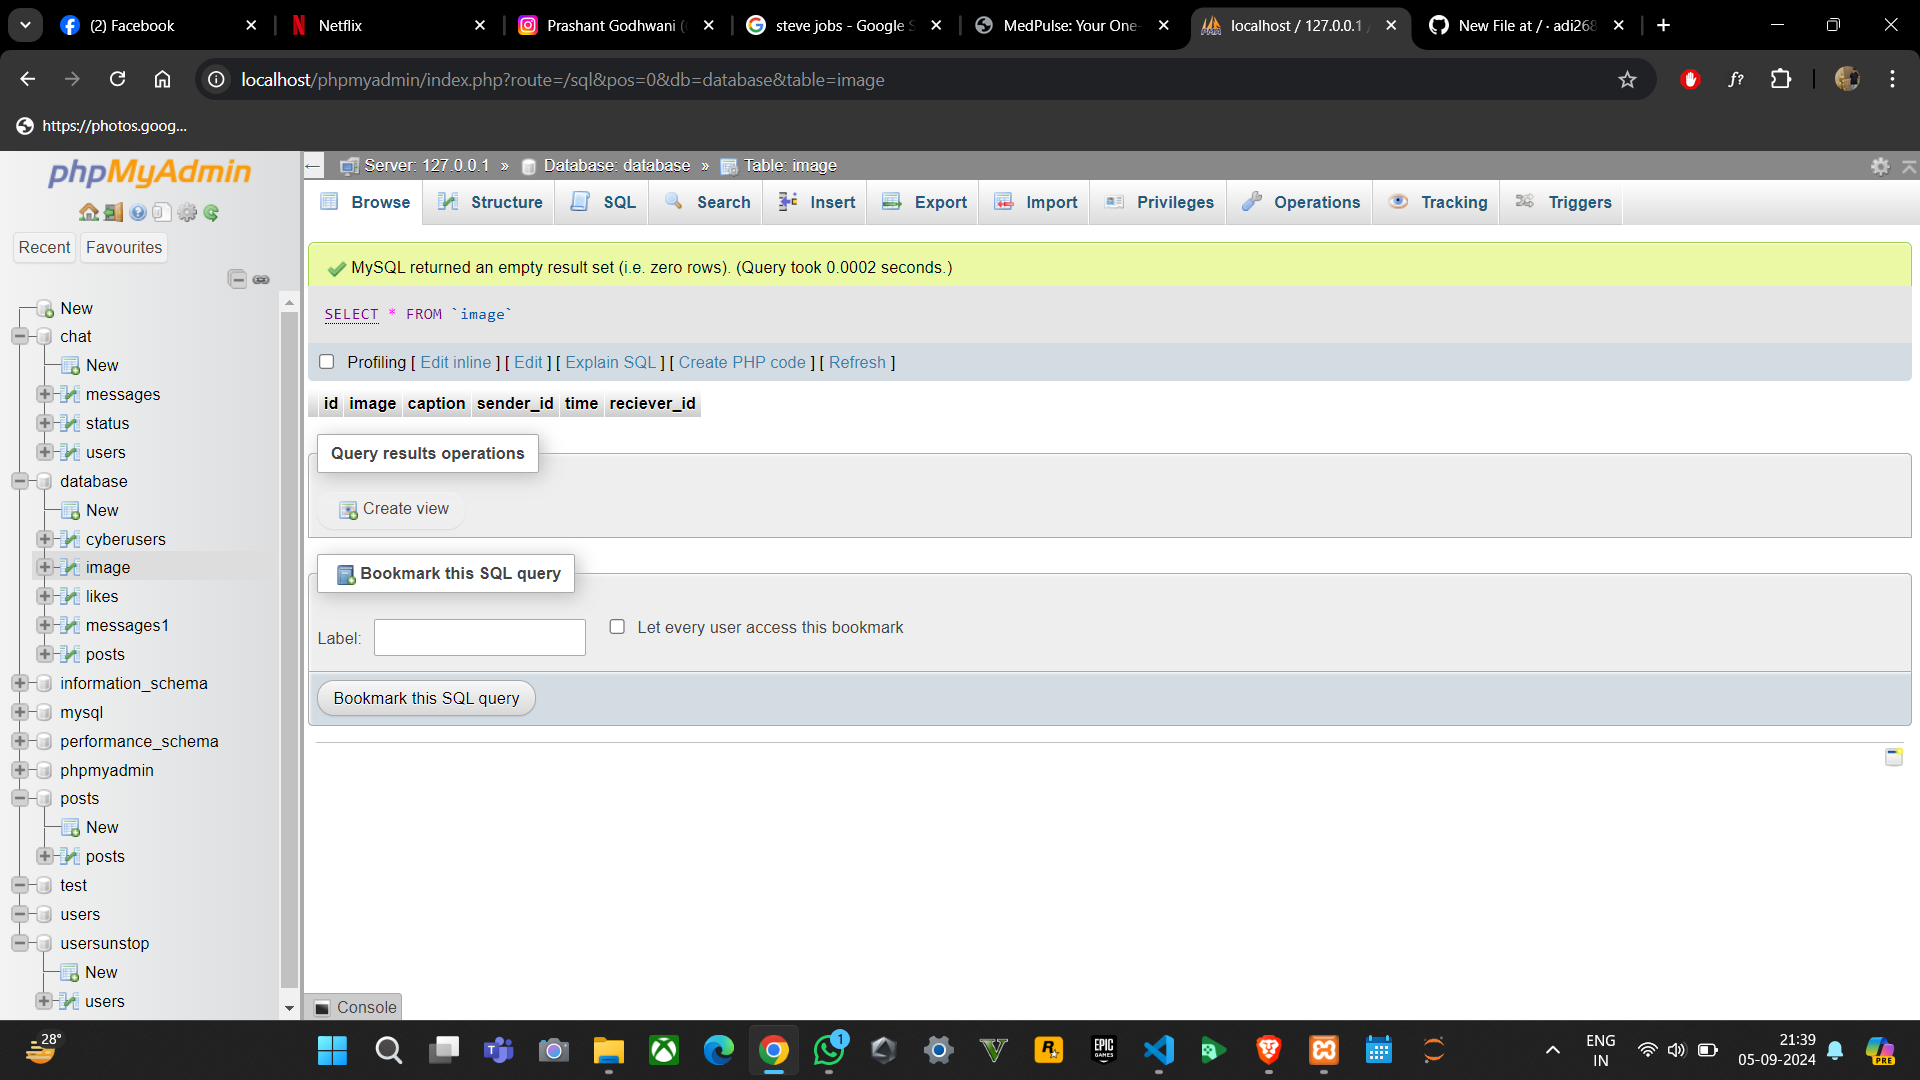 (2) Facebook
Netflix
Prashant Godhwani (
steve jobs - Google S
MedPulse: Your One-
localhost / 127.0.0.1 /
New File at / · adi268
localhost/phpmyadmin/index.php?route=/sql&pos=0&db=database&table=image
f?
https://photos.goog...
phpMyAdmin
Recent
Favourites
New
chat
New
messages
status
users
database
New
cyberusers
image
likes
messages1
posts
information_schema
mysql
performance_schema
phpmyadmin
posts
New
posts
test
users
usersunstop
New
users
Server: 127.0.0.1 » Database: database » Table: image
Browse Structure SQL Search Insert Export Import Privileges Operations Tracking Triggers
MySQL returned an empty result set (i.e. zero rows). (Query took 0.0002 seconds.)
SELECT * FROM `image`
Profiling [ Edit inline ] [ Edit ] [ Explain SQL ] [ Create PHP code ] [ Refresh ]
id image caption sender_id time reciever_id
Query results operations
Create view
Bookmark this SQL query
Label:
Let every user access this bookmark
Bookmark this SQL query
Console
28°
1
EPIC
GAMES
ENG
IN
21:39
05-09-2024
PRE